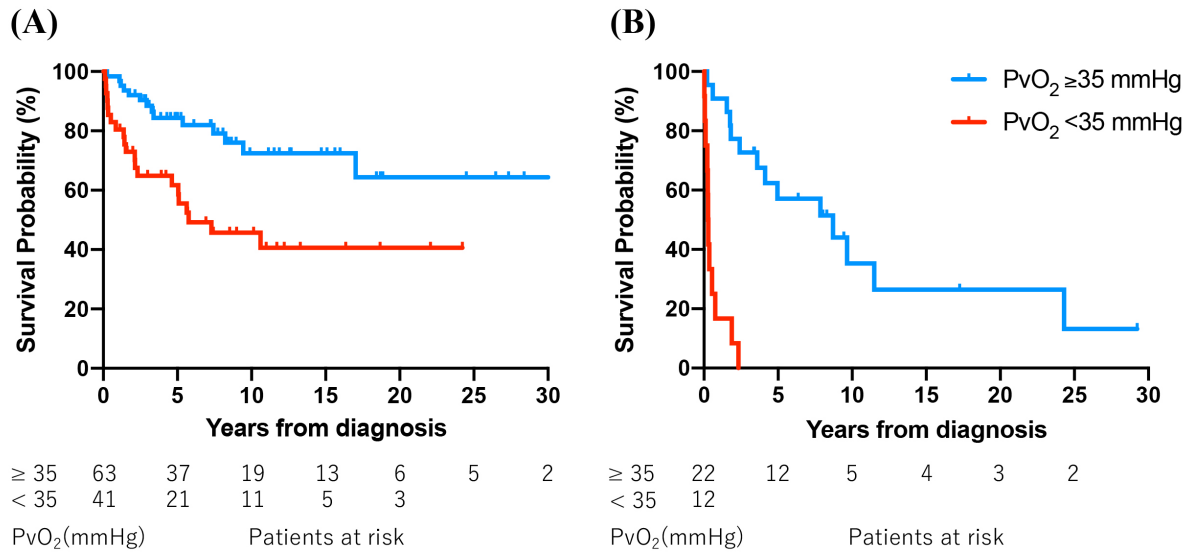 (A)
Survival Probability (%)
100
80
60
40
20
0
0 5 10 15 20 25 30
Years from diagnosis
≥ 35 63 37 19 13 6 5 2
< 35 41 21 11 5 3
PvO2(mmHg) Patients at risk
(B)
PvO2 ≥35 mmHg
PvO2 <35 mmHg
Survival Probability (%)
100
80
60
40
20
0
0 5 10 15 20 25 30
Years from diagnosis
≥ 35 22 12 5 4 3 2
< 35 12
PvO2(mmHg) Patients at risk